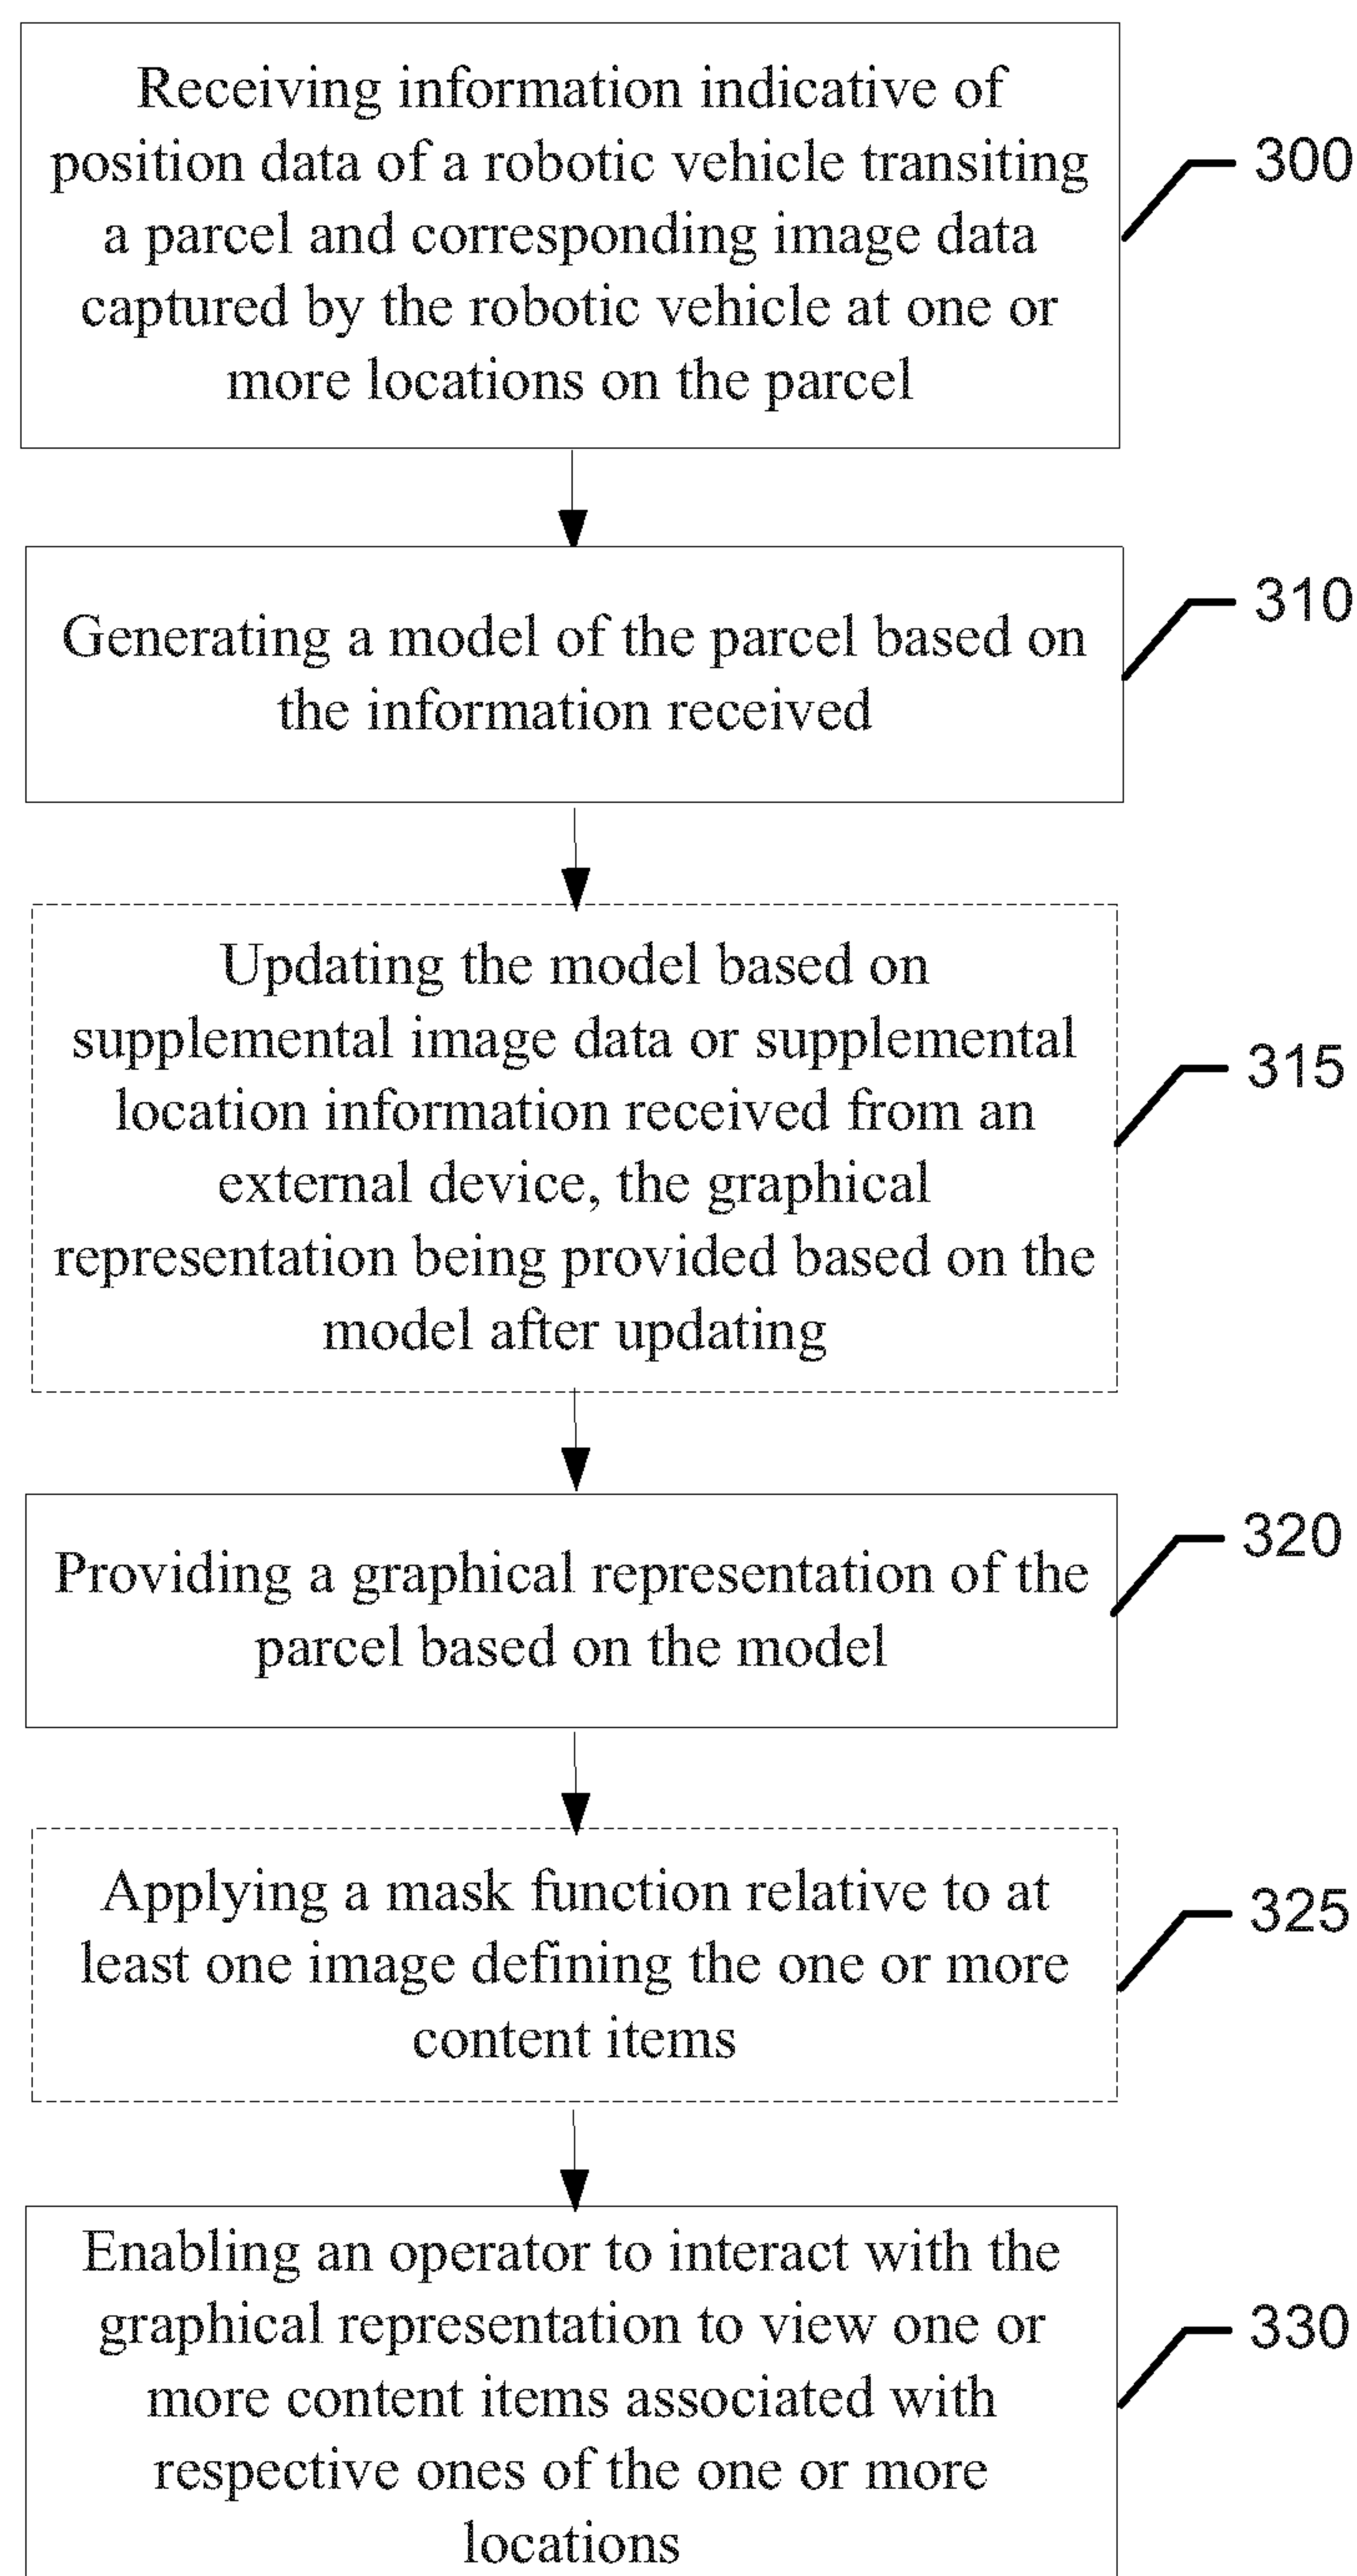 Receiving information indicative of
position data of a robotic vehicle transiting
a parcel and corresponding image data
captured by the robotic vehicle at one or
more locations on the parcel
300
Generating a model of the parcel based on
the information received
310
Updating the model based on
supplemental image data or supplemental
location information received from an
external device, the graphical
representation being provided based on the
model after updating
315
Providing a graphical representation of the
parcel based on the model
320
Applying a mask function relative to at
least one image defining the one or more
content items
325
Enabling an operator to interact with the
graphical representation to view one or
more content items associated with
respective ones of the one or more
locations
330